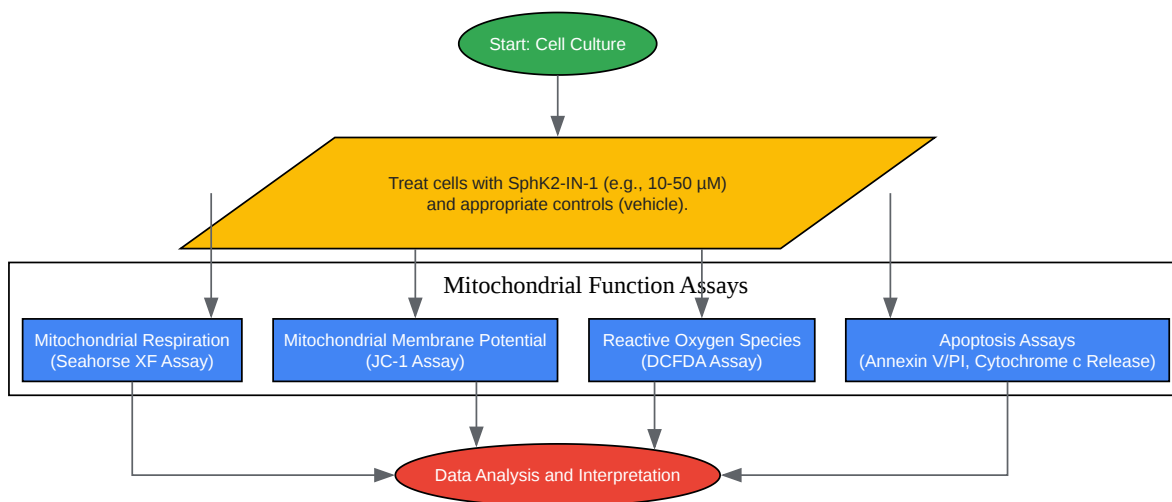 Start: Cell Culture
Treat cells with SphK2-IN-1 (e.g., 10-50 µM)
and appropriate controls (vehicle).
Mitochondrial Function Assays
Mitochondrial Respiration
(Seahorse XF Assay)
Mitochondrial Membrane Potential
(JC-1 Assay)
Reactive Oxygen Species
(DCFDA Assay)
Apoptosis Assays
(Annexin V/PI, Cytochrome c Release)
Data Analysis and Interpretation